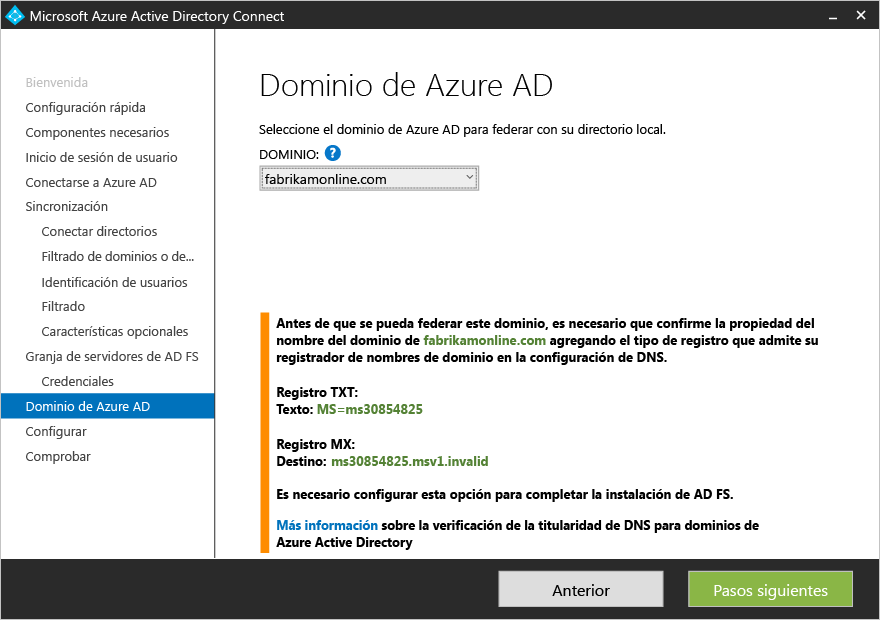 Microsoft Azure Active Directory Connect
Bienvenida
Configuración rápida
Componentes necesarios
Inicio de sesión de usuario
Conectarse a Azure AD
Sincronización
Conectar directorios
Filtrado de dominios o de...
Identificación de usuarios
Filtrado
Características opcionales
Granja de servidores de AD FS
Credenciales
Dominio de Azure AD
Configurar
Comprobar
Dominio de Azure AD
Seleccione el dominio de Azure AD para federar con su directorio local.
DOMINIO: ?
fabrikamonline.com
Antes de que se pueda federar este dominio, es necesario que confirme la propiedad del
nombre del dominio de fabrikamonline.com agregando el tipo de registro que admite su
registrador de nombres de dominio en la configuración de DNS.
Registro TXT:
Texto: MS=ms30854825
Registro MX:
Destino: ms30854825.msv1.invalid
Es necesario configurar esta opción para completar la instalación de AD FS.
Más información sobre la verificación de la titularidad de DNS para dominios de
Azure Active Directory
Anterior
Pasos siguientes